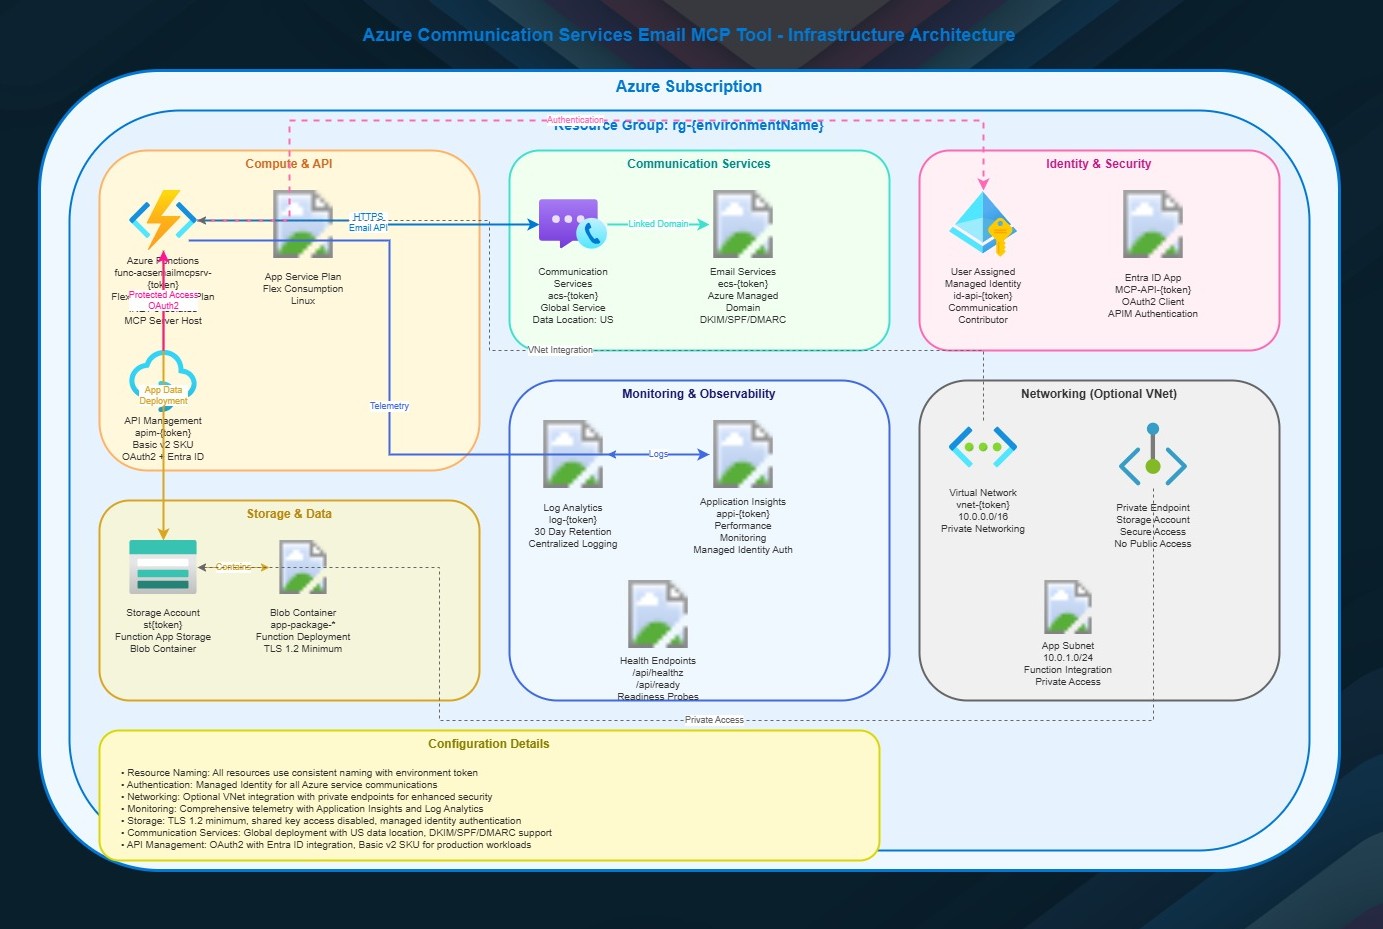 Azure Communication Services Email MCP Tool - Infrastructure Architecture
Azure Subscription
Authentication
Resource Group: rg-{environmentName}
Compute & API
HTTPS
Email API
Azure Functions
func-acsemailmcpsrv-
{token}
Flex Plan
Protected Access
OAuth2
MCP Server Host
App Service Plan
Flex Consumption
Linux
App Data
Deployment
API Management
apim-{token}
Basic v2 SKU
OAuth2 + Entra ID
Telemetry
Communication Services
Linked Domain
Communication
Services
acs-{token}
Global Service
Data Location: US
Email Services
ecs-{token}
Azure Managed
Domain
DKIM/SPF/DMARC
VNet Integration
Identity & Security
User Assigned
Managed Identity
id-api-{token}
Communication
Contributor
Entra ID App
MCP-API-{token}
OAuth2 Client
APIM Authentication
Storage & Data
Contains
Storage Account
st{token}
Function App Storage
Blob Container
Blob Container
app-package-*
Function Deployment
TLS 1.2 Minimum
Monitoring & Observability
Logs
Log Analytics
log-{token}
30 Day Retention
Centralized Logging
Application Insights
appi-{token}
Performance
Monitoring
Managed Identity Auth
Health Endpoints
/api/healthz
/api/ready
Readiness Probes
Networking (Optional VNet)
Virtual Network
vnet-{token}
10.0.0.0/16
Private Networking
Private Endpoint
Storage Account
Secure Access
No Public Access
App Subnet
10.0.1.0/24
Function Integration
Private Access
Private Access
Configuration Details
• Resource Naming: All resources use consistent naming with environment token
• Authentication: Managed Identity for all Azure service communications
• Networking: Optional VNet integration with private endpoints for enhanced security
• Monitoring: Comprehensive telemetry with Application Insights and Log Analytics
• Storage: TLS 1.2 minimum, shared key access disabled, managed identity authentication
• Communication Services: Global deployment with US data location, DKIM/SPF/DMARC support
• API Management: OAuth2 with Entra ID integration, Basic v2 SKU for production workloads